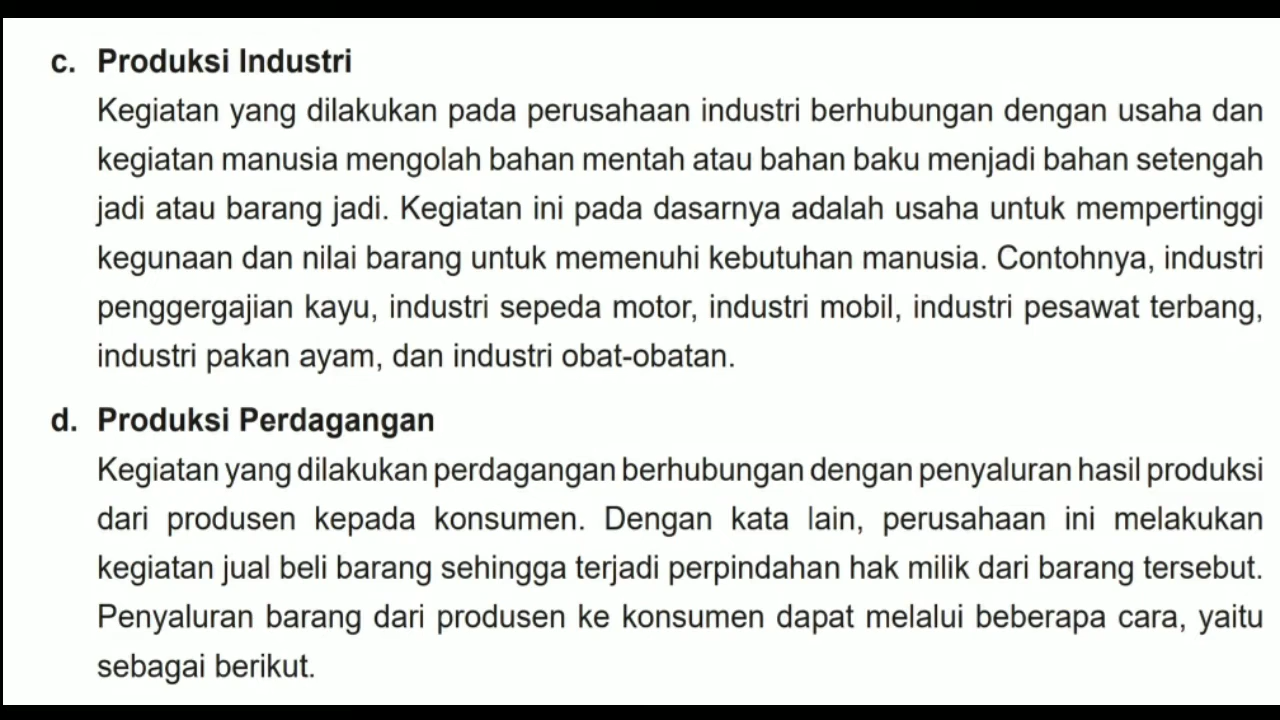 c. Produksi Industri
Kegiatan yang dilakukan pada perusahaan industri berhubungan dengan usaha dan
kegiatan manusia mengolah bahan mentah atau bahan baku menjadi bahan setengah
jadi atau barang jadi. Kegiatan ini pada dasarnya adalah usaha untuk mempertinggi
kegunaan dan nilai barang untuk memenuhi kebutuhan manusia. Contohnya, industri
penggergajian kayu, industri sepeda motor, industri mobil, industri pesawat terbang,
industri pakan ayam, dan industri obat-obatan.
d. Produksi Perdagangan
Kegiatan yang dilakukan perdagangan berhubungan dengan penyaluran hasil produksi
dari produsen kepada konsumen. Dengan kata lain, perusahaan ini melakukan
kegiatan jual beli barang sehingga terjadi perpindahan hak milik dari barang tersebut.
Penyaluran barang dari produsen ke konsumen dapat melalui beberapa cara, yaitu
sebagai berikut.